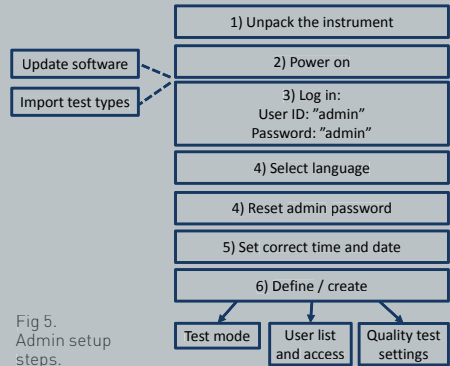 1) Unpack the instrument
Update software
2) Power on
Import test types
3) Log in:
User ID: ”admin”
Password: ”admin”
4) Select language
4) Reset admin password
5) Set correct time and date
6) Define / create
Test mode
User list
and access
Quality test
settings
Fig 5.
Admin setup
steps.